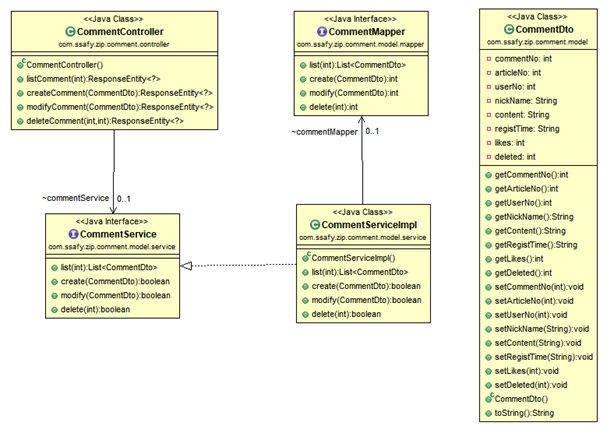 <<Java Class>>
CommentController
com.ssafy.zip.comment.controller
CommentController()
listComment(int):ResponseEntity<?>
createComment(CommentDto):ResponseEntity<?>
modifyComment(CommentDto):ResponseEntity<?>
deleteComment(int,int):ResponseEntity<?>
~commentService
0..1
<<Java Interface>>
CommentService
com.ssafy.zip.comment.model.service
list(int):List<CommentDto>
create(CommentDto):boolean
modify(CommentDto):boolean
delete(int):boolean
<<Java Interface>>
CommentMapper
com.ssafy.zip.comment.model.mapper
list(int):List<CommentDto>
create(CommentDto):int
modify(CommentDto):int
delete(int):int
~commentMapper
0..1
<<Java Class>>
CommentServiceImpl
com.ssafy.zip.comment.model.service
CommentServiceImpl()
list(int):List<CommentDto>
create(CommentDto):boolean
modify(CommentDto):boolean
delete(int):boolean
<<Java Class>>
CommentDto
com.ssafy.zip.comment.model
commentNo: int
articleNo: int
userNo: int
nickName: String
content: String
registTime: String
likes: int
deleted: int
getCommentNo():int
getArticleNo():int
getUserNo():int
getNickName():String
getContent():String
getRegistTime():String
getLikes():int
getDeleted():int
setCommentNo(int):void
setArticleNo(int):void
setUserNo(int):void
setNickName(String):void
setContent(String):void
setRegistTime(String):void
setLikes(int):void
setDeleted(int):void
CommentDto()
toString():String